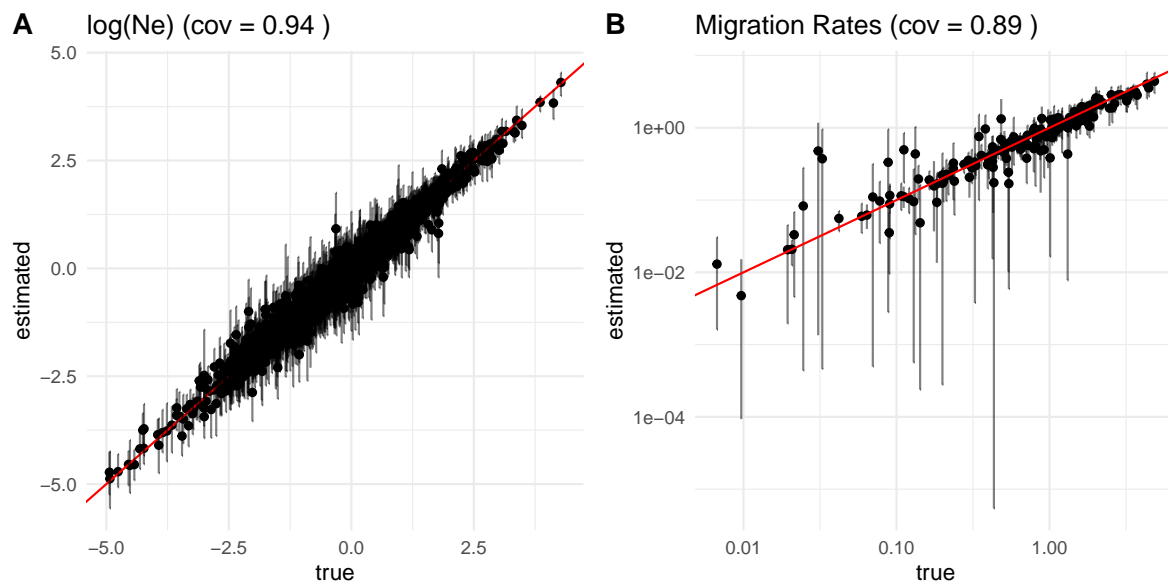 A log(Ne) (cov = 0.94 )
5.0
2.5
0.0
−2.5
−5.0
estimated
−5.0 −2.5 0.0 2.5
true
B Migration Rates (cov = 0.89 )
1e+00
1e−02
1e−04
estimated
0.01 0.10 1.00
true